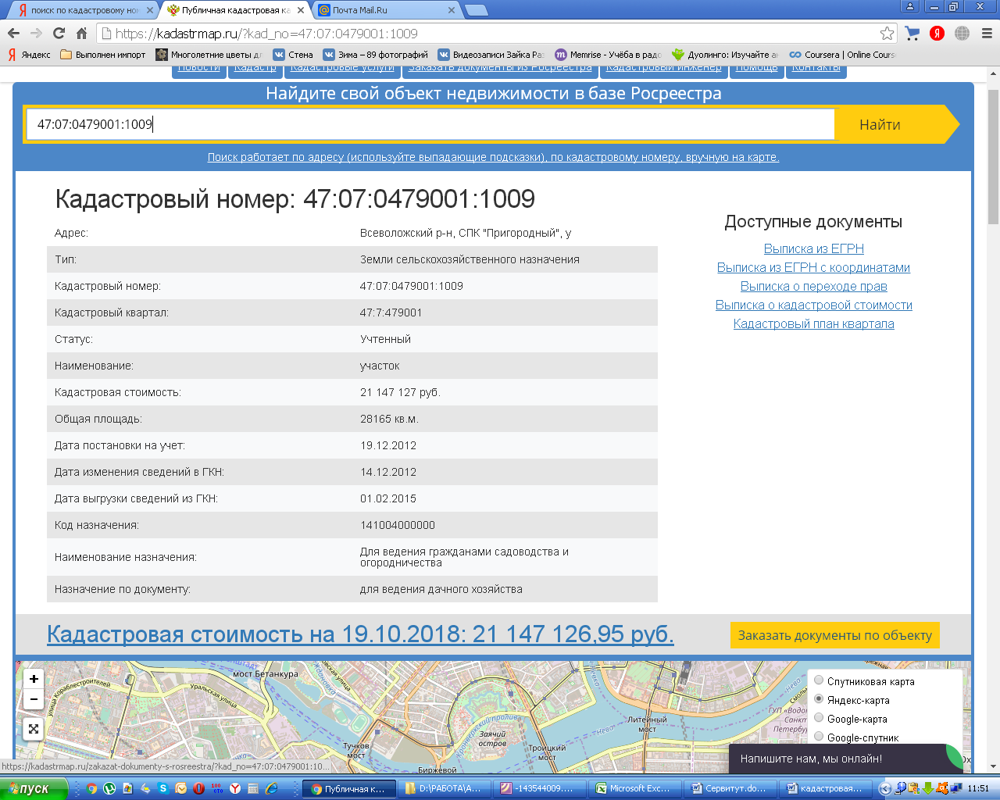 поиск по кадастровому но
Публичная кадастровая ка
Почта Mail.Ru
https://kadastrmap.ru/?kad_no=47:07:0479001:1009
Яндекс
Выполнен импорт
Многолетние цветы дл
Стена
Зима – 89 фотографий
Видеозаписи Зайка Ра
Memrise - Учёба в радо
Дуолинго: Изучайте ан
Coursera | Online Cours
Новости
Кадастр
Кадастровые услуги
Заказать документы из Росреестра
Кадастровый инженер
Помощь
Контакты
Найдите свой объект недвижимости в базе Росреестра
47:07:0479001:1009
Найти
Поиск работает по адресу (используйте выпадающие подсказки), по кадастровому номеру, вручную на карте.
Кадастровый номер: 47:07:0479001:1009
Адрес: Всеволожский р-н, СПК "Пригородный", у
Тип: Земли сельскохозяйственного назначения
Кадастровый номер: 47:07:0479001:1009
Кадастровый квартал: 47:7:479001
Статус: Учтенный
Наименование: участок
Кадастровая стоимость: 21 147 127 руб.
Общая площадь: 28165 кв.м.
Дата постановки на учет: 19.12.2012
Дата изменения сведений в ГКН: 14.12.2012
Дата выгрузки сведений из ГКН: 01.02.2015
Код назначения: 141004000000
Наименование назначения: Для ведения гражданами садоводства и
огородничества
Назначение по документу: для ведения дачного хозяйства
Доступные документы
Выписка из ЕГРН
Выписка из ЕГРН с координатами
Выписка о переходе прав
Выписка о кадастровой стоимости
Кадастровый план квартала
Кадастровая стоимость на 19.10.2018: 21 147 126,95 руб.
Заказать документы по объекту
+
−
мост Бетанкура
улица Кораблестроителей
Уральская улица
Тучков
мост
Биржевой
Кронверкский пролив
Заячий
остров
Троицкий
мост
Нева
Литейный
мост
Нева
ГУП «Водо
Санкт-
Петербурга
Спутниковая карта
Яндекс-карта
Google-карта
Google-спутник
Напишите нам, мы онлайн!
https://kadastrmap.ru/zakazat-dokumenty-s-rosreestra/?kad_no=47:07:0479001:10...
пуск
Публичная к...
D:\РАБОТА\А...
-143544009....
Microsoft Exc...
Сервитут.do...
кадастровая...
11:51